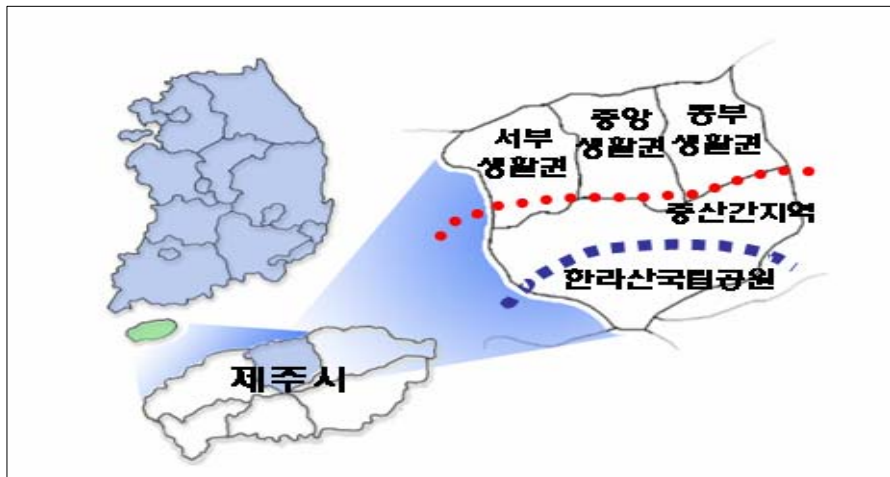 서부
생활권
중앙
생활권
동부
생활권
중산간지역
한라산국립공원
제주시